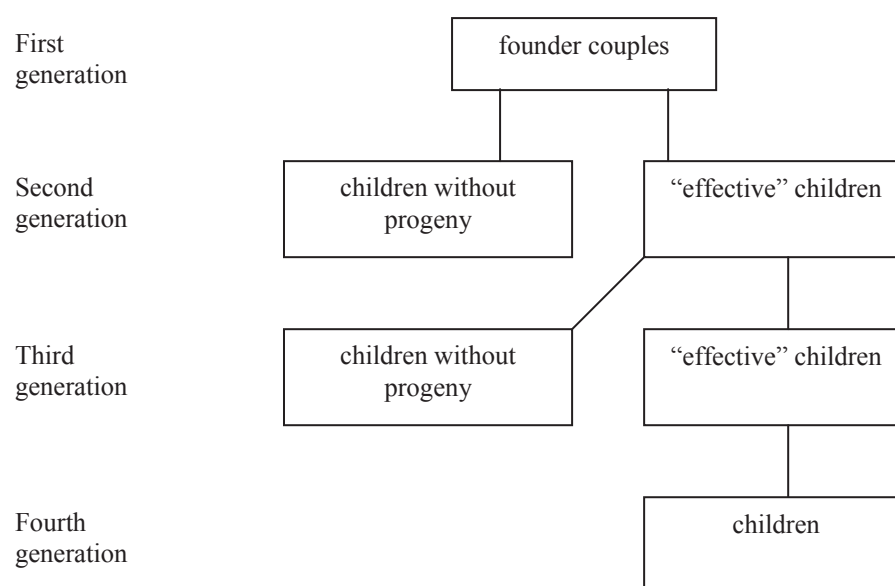 First
generation
founder couples
Second
generation
children without
progeny
“effective” children
Third
generation
children without
progeny
“effective” children
Fourth
generation
children